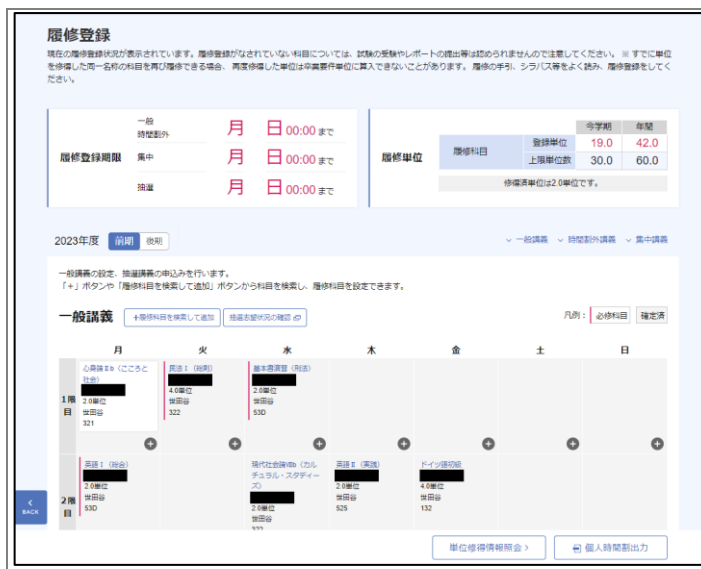 履修登録
現在の履修登録状況が表示されています。履修登録がなされていない科目については、試験の受験やレポートの提出等は認められませんので注意してください。 ※ すでに単位
を修得した同一名称の科目を再び履修できる場合、 再度修得した単位は卒業要件単位に算入できないことがあります。 履修の手引、シラバス等をよく読み、履修登録をしてく
ださい。
履修登録期限
一般
時間割外
月 日 00:00 まで
集中
月 日 00:00 まで
抽選
月 日 00:00 まで
履修単位
今学期 年間
履修科目
登録単位 19.0 42.0
上限単位数 30.0 60.0
修得済単位は2.0単位です。
2023年度 前期 後期
一般講義 時間割外講義 集中講義
一般講義の設定、抽選講義の申込みを行います。
「+」ボタンや「履修科目を検索して追加」ボタンから科目を検索し、履修科目を設定できます。
一般講義 +履修科目を検索して追加 抽選志望状況の確認
凡例： 必修科目 確定済
月 火 水 木 金 土 日
1限
目
心身論Ⅱb（こころと
社会）
2.0単位
世田谷
321
民法Ⅰ（総則）
4.0単位
世田谷
322
基本書演習（刑法）
2.0単位
世田谷
53D
2限
目
英語Ⅰ（総合）
2.0単位
世田谷
53D
現代社会論Ⅷb（カル
チュラル・スタディー
ズ）
2.0単位
世田谷
322
英語Ⅱ（実践）
2.0単位
世田谷
525
ドイツ語初級
4.0単位
世田谷
132
BACK
単位修得情報照会 >
個人時間割出力